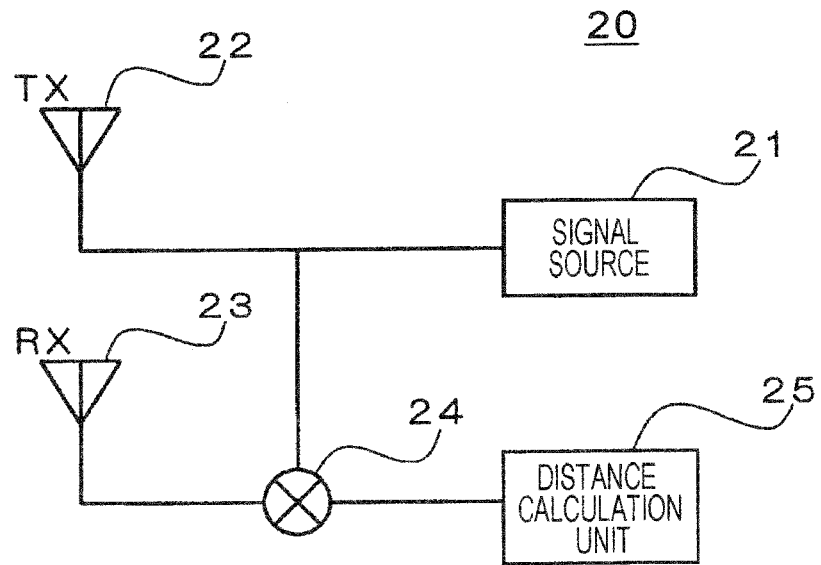 20
22
TX
21
SIGNAL
SOURCE
23
RX
24
25
DISTANCE
CALCULATION
UNIT